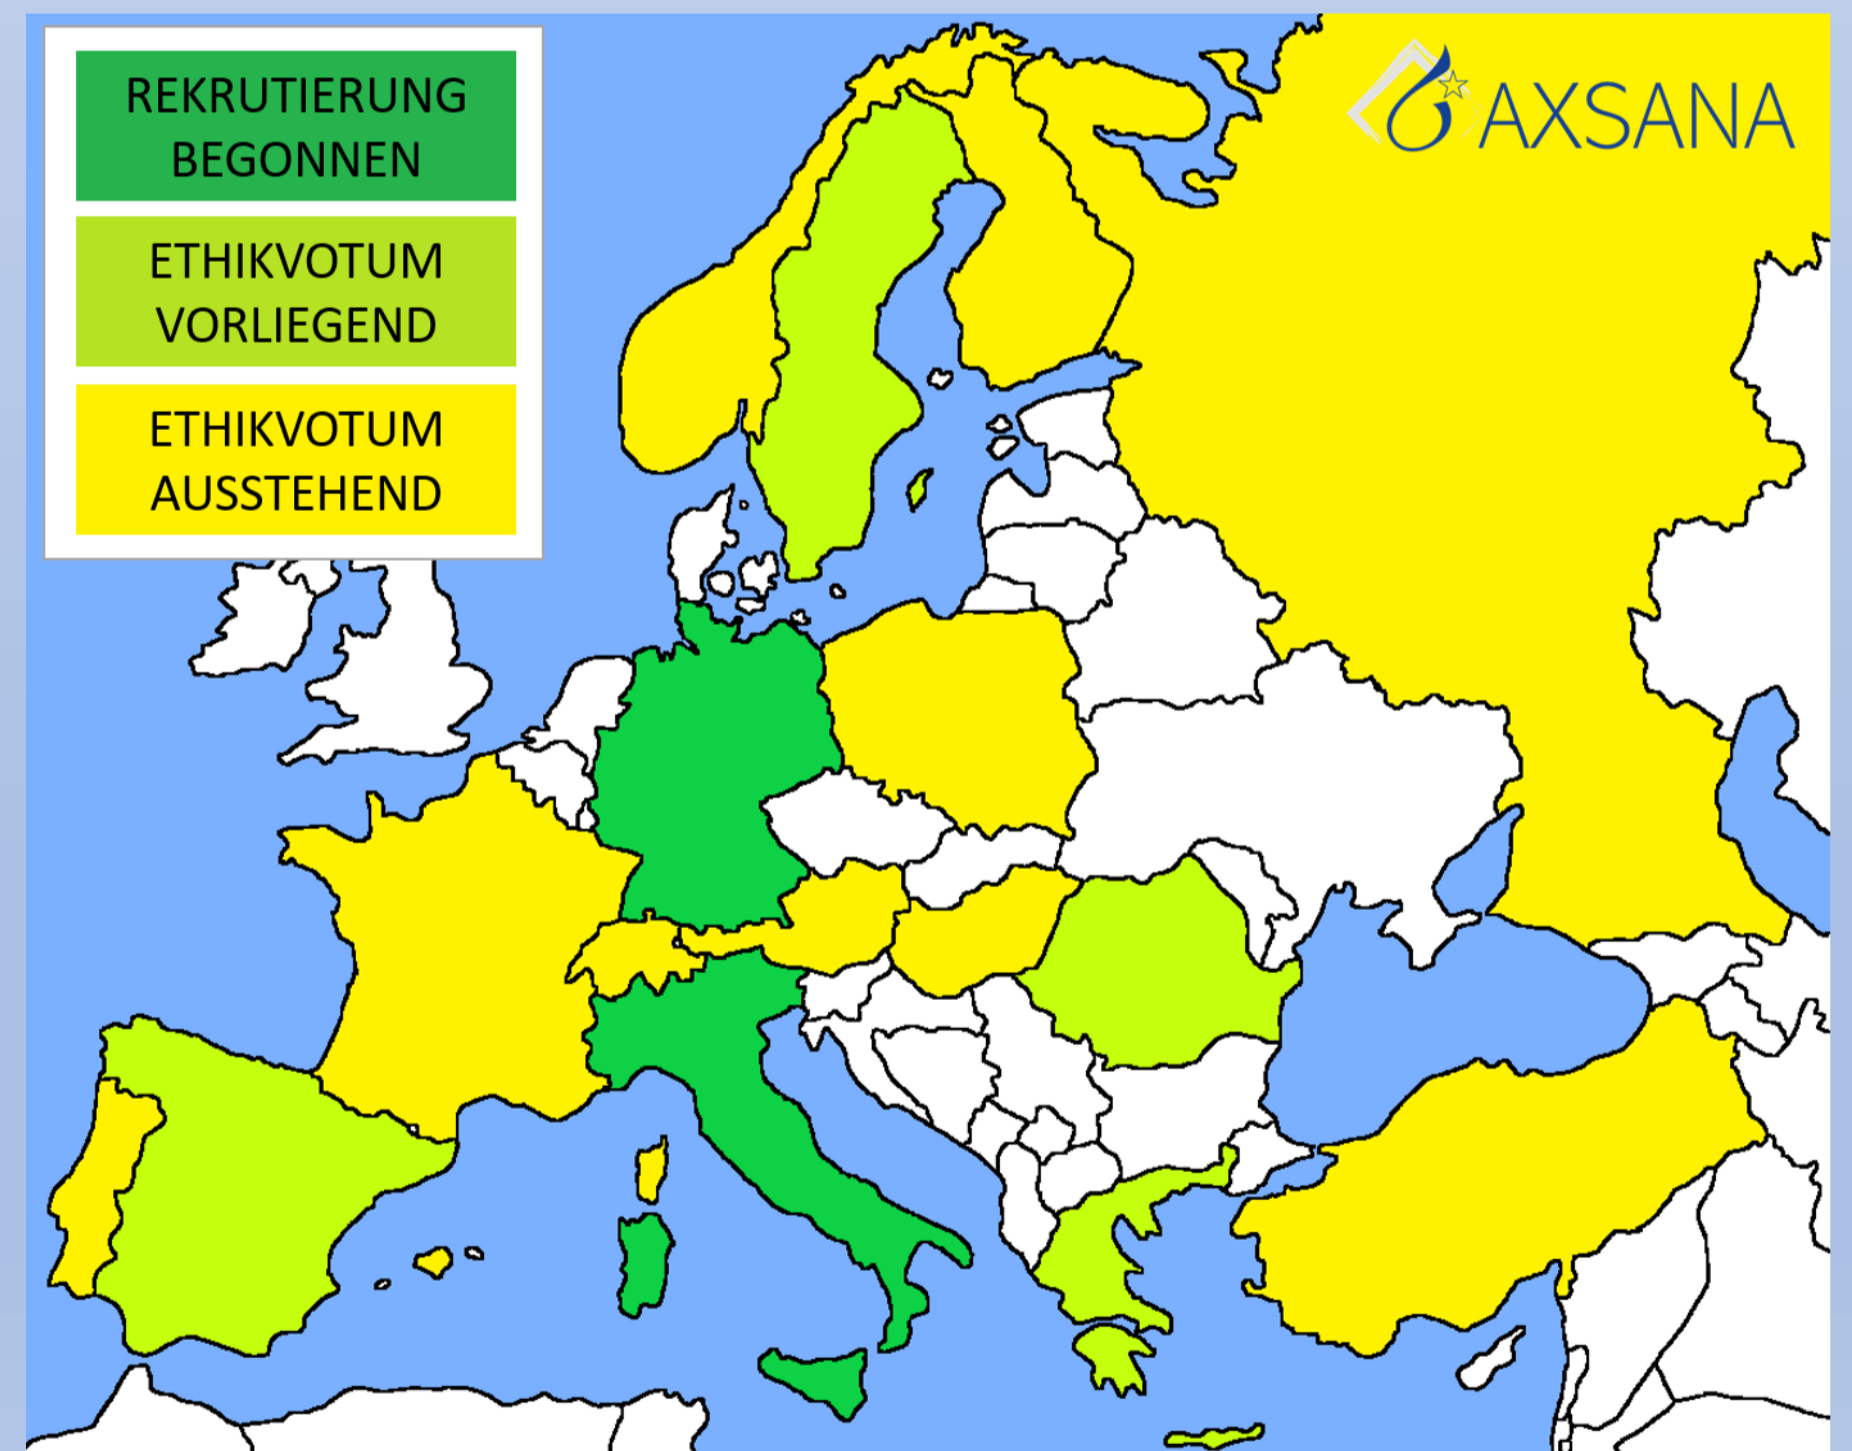 REKRUTIERUNG
BEGONNEN
ETHIKVOTUM
VORLIEGEND
ETHIKVOTUM
AUSSTEHEND
AXSANA